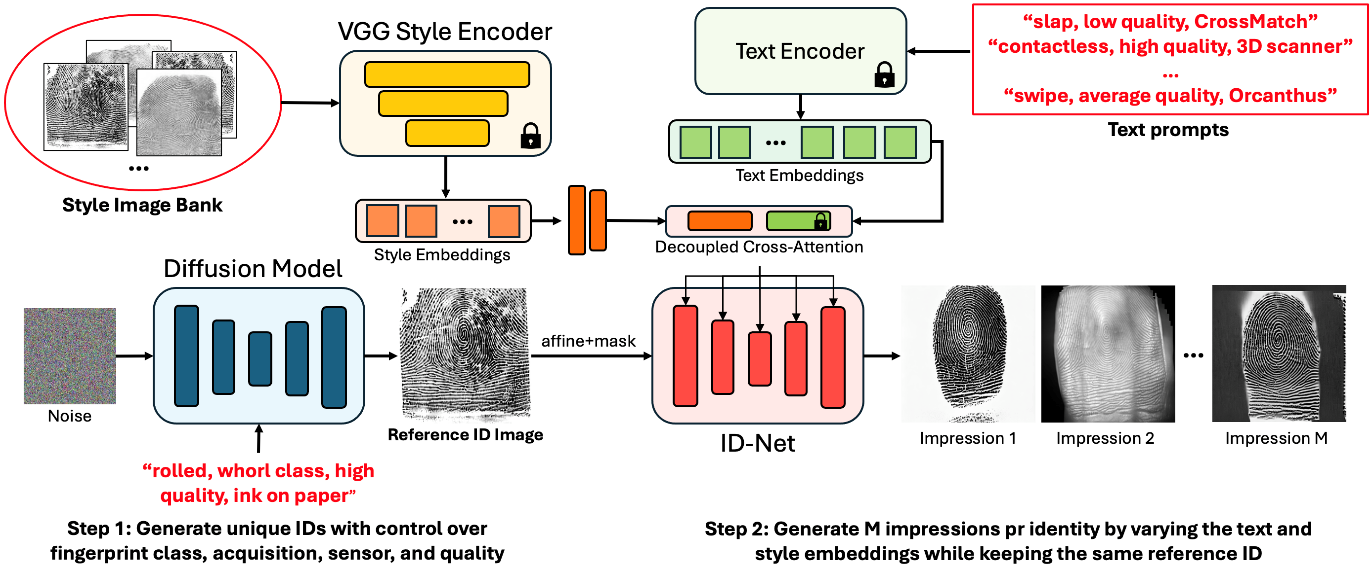 VGG Style Encoder
Text Encoder
“slap, low quality, CrossMatch”
“contactless, high quality, 3D scanner”
...
“swipe, average quality, Orcanthus”
Text prompts
...
Style Image Bank
...
Text Embeddings
...
Style Embeddings
Decoupled Cross-Attention
Diffusion Model
Noise
Reference ID Image
affine+mask
ID-Net
...
Impression 1
Impression 2
Impression M
“rolled, whorl class, high
quality, ink on paper”
Step 1: Generate unique IDs with control over
fingerprint class, acquisition, sensor, and quality
Step 2: Generate M impressions pr identity by varying the text and
style embeddings while keeping the same reference ID